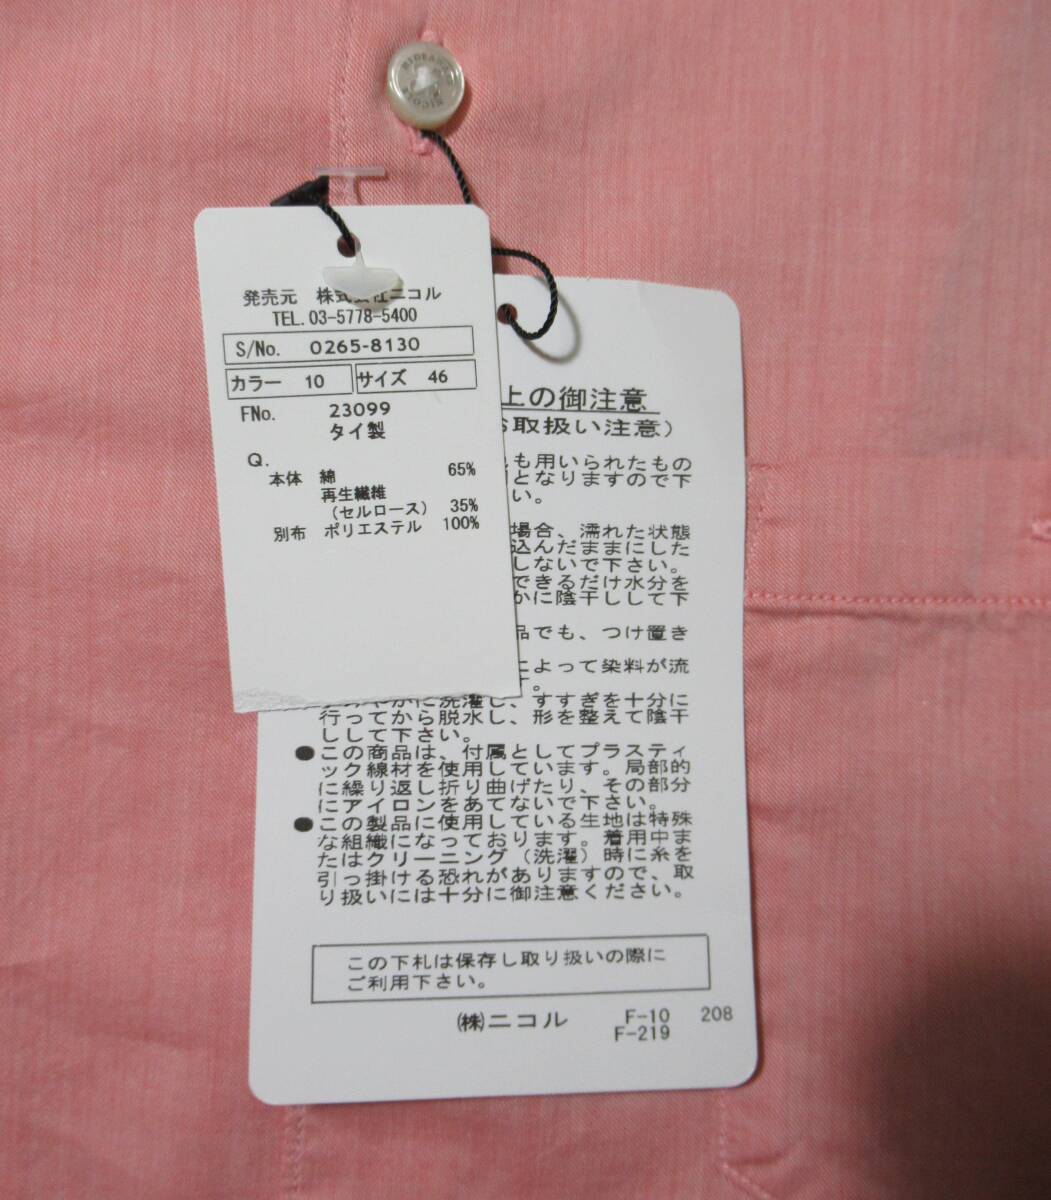 発売元 株式会社ニコル
TEL.03-5778-5400
S/No. 0265-8130
カラー 10 サイズ 46
FNo. 23099
タイ製
Q.
本体 綿 65%
再生繊維
(セルロース) 35%
別布 ポリエステル 100%
上の御注意
取扱い注意)
も用いられたもの
となりますので下
い。
場合、濡れた状態
込んだままにした
しないで下さい。
できるだけ水分を
かに陰干しして下
品でも、つけ置き
によって染料が流
す。
すみやかに洗濯し、すすぎを十分に
行ってから脱水し、形を整えて陰干
しして下さい。
●この商品は、付属としてプラスティ
ック線材を使用しています。局部的
に繰り返し折り曲げたり、その部分
にアイロンをあてないで下さい。
●この製品に使用している生地は特殊
な組織になっております。着用中ま
たはクリーニング(洗濯)時に糸を
引っ掛ける恐れがありますので、取
り扱いには十分に御注意ください。
この下札は保存し取り扱いの際に
ご利用下さい。
㈱ニコル F-10 208
F-219